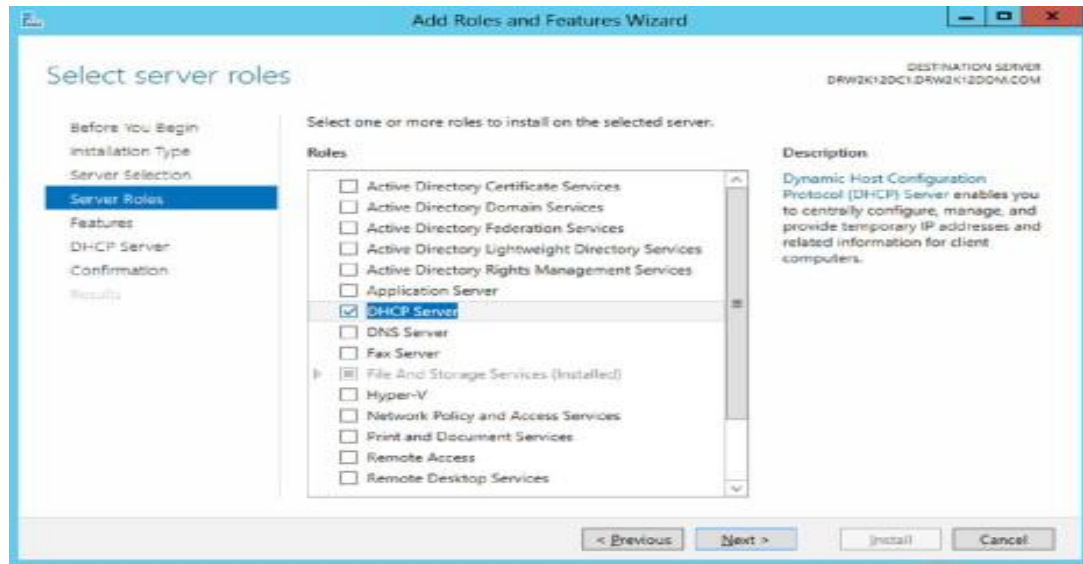 Add Roles and Features Wizard
Select server roles
DESTINATION SERVER
DRW2K12DC1.DRW2K12DOM.COM
Before You Begin
Installation Type
Server Selection
Server Roles
Features
DHCP Server
Confirmation
Results
Select one or more roles to install on the selected server.
Roles
Active Directory Certificate Services
Active Directory Domain Services
Active Directory Federation Services
Active Directory Lightweight Directory Services
Active Directory Rights Management Services
Application Server
DHCP Server
DNS Server
Fax Server
File And Storage Services (Installed)
Hyper-V
Network Policy and Access Services
Print and Document Services
Remote Access
Remote Desktop Services
Description
Dynamic Host Configuration
Protocol (DHCP) Server enables you
to centrally configure, manage, and
provide temporary IP addresses and
related information for client
computers.
< Previous
Next >
Install
Cancel